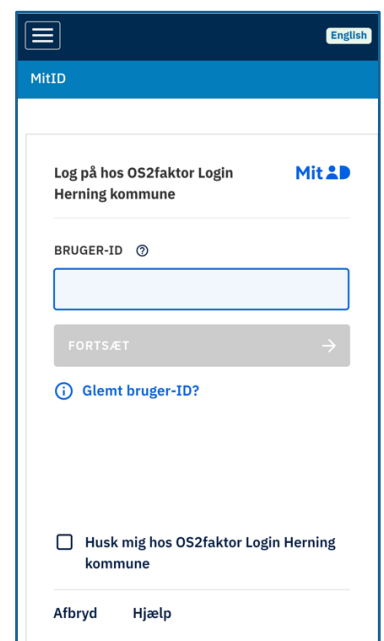 English
MitID
Log på hos OS2faktor Login
Herning kommune
Mit D
BRUGER-ID
FORTSÆT
Glemt bruger-ID?
Husk mig hos OS2faktor Login Herning
kommune
Afbryd Hjælp